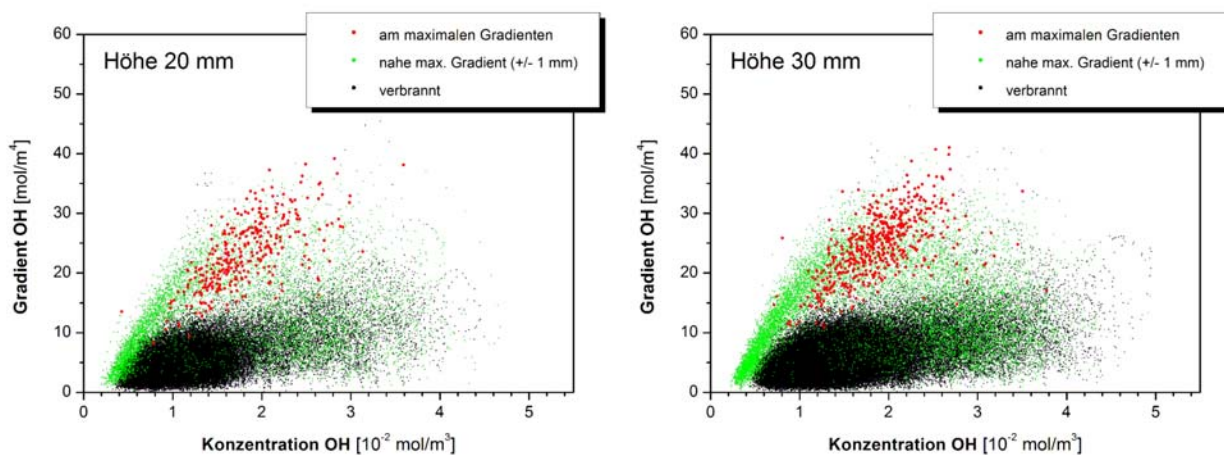 Höhe 20 mm
am maximalen Gradienten
nahe max. Gradient (+/- 1 mm)
verbrannt
Gradient OH [mol/m⁴]
60
50
40
30
20
10
0
0 1 2 3 4 5
Konzentration OH [10⁻² mol/m³]
Höhe 30 mm
am maximalen Gradienten
nahe max. Gradient (+/- 1 mm)
verbrannt
Gradient OH [mol/m⁴]
60
50
40
30
20
10
0
0 1 2 3 4 5
Konzentration OH [10⁻² mol/m³]